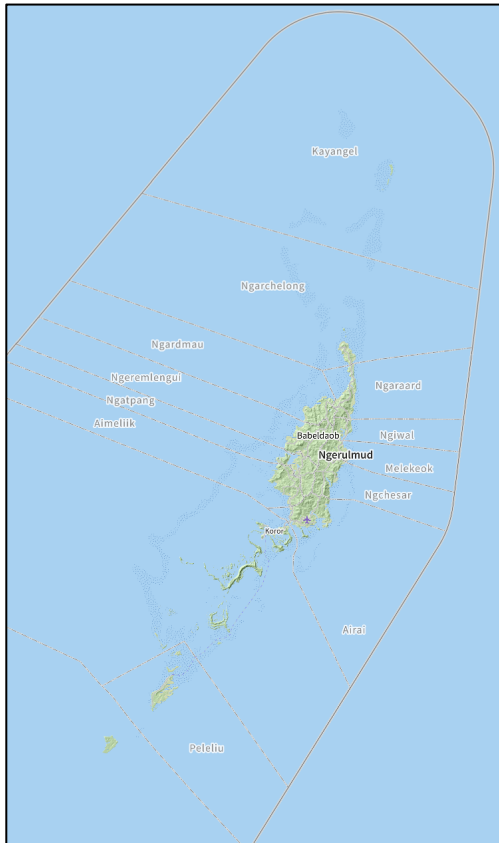 Kayangel
Ngarchelong
Ngardmau
Ngeremlengui
Ngaraard
Ngatpang
Aimeliik
Babeldaob
Ngiwal
Ngerulmud
Melekeok
Ngchesar
Koror
Airai
Peleliu